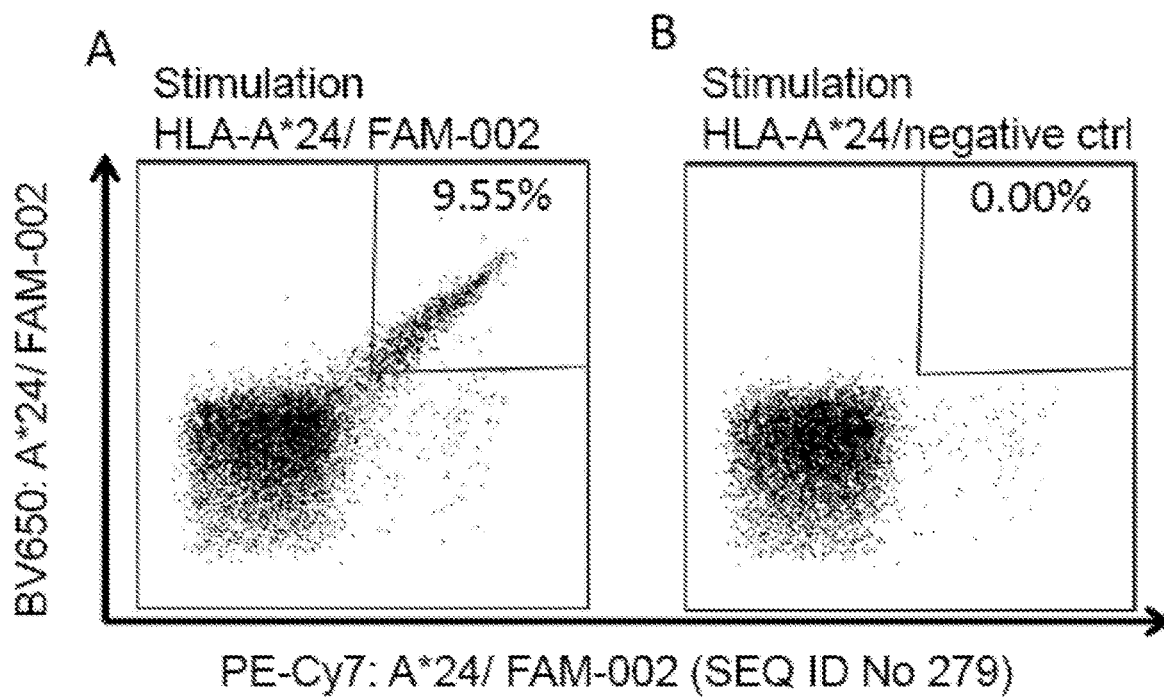 A
Stimulation
HLA-A*24/ FAM-002
9.55%
B
Stimulation
HLA-A*24/negative ctrl
0.00%
BV650: A*24/ FAM-002
PE-Cy7: A*24/ FAM-002 (SEQ ID No 279)